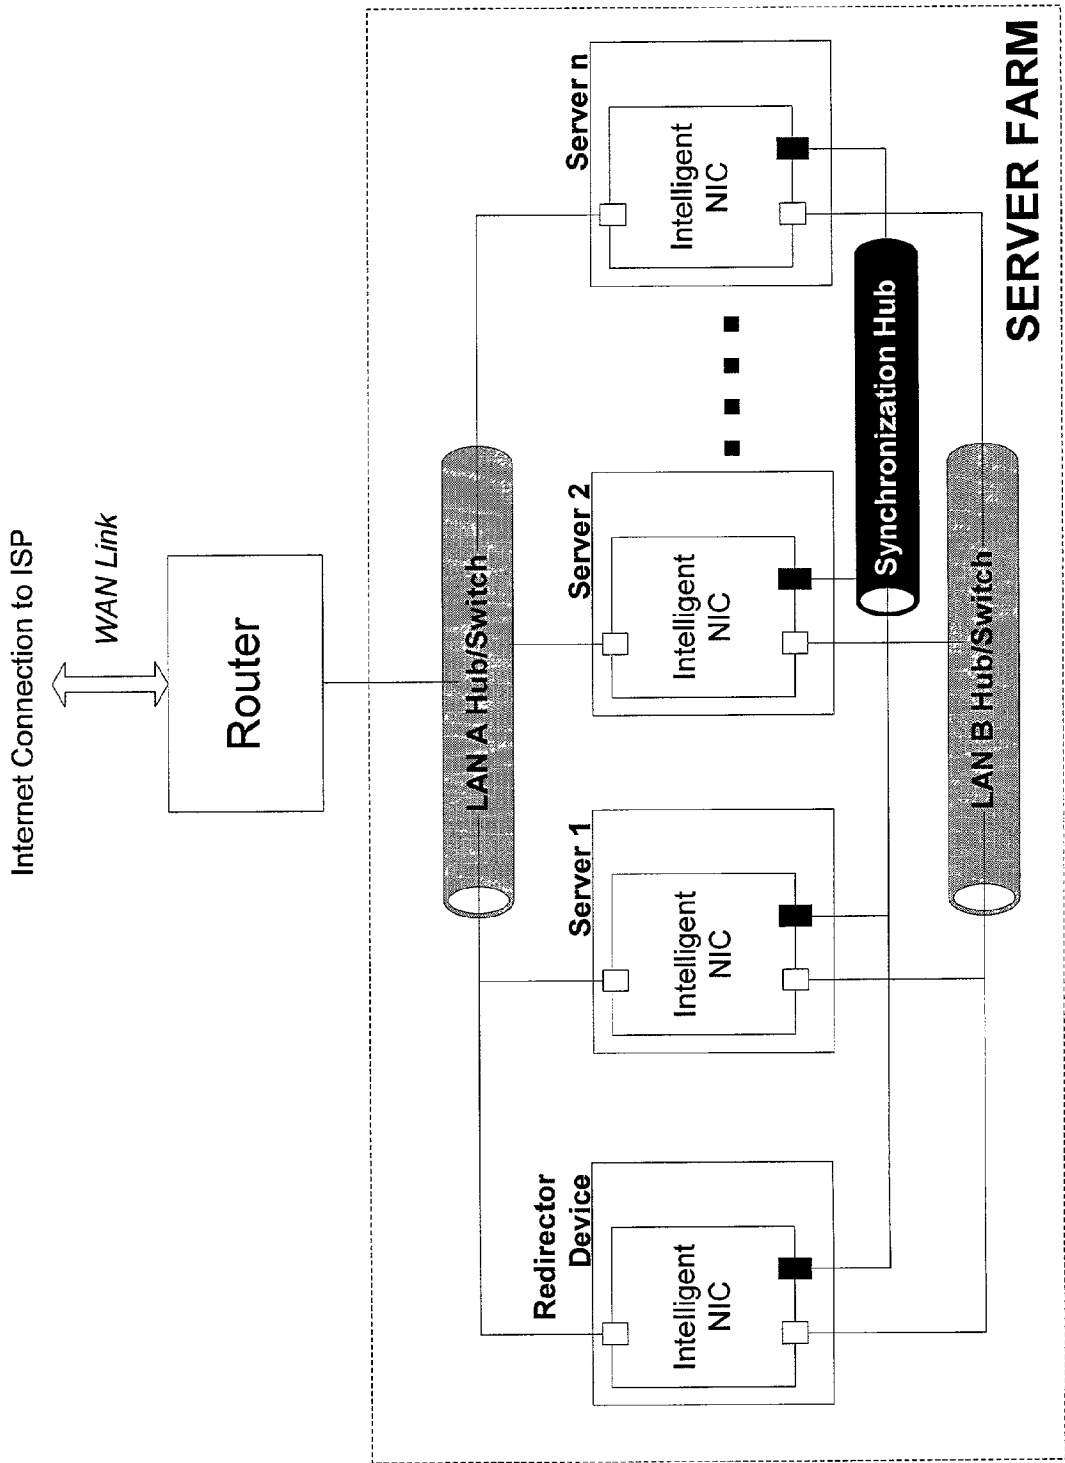 Internet Connection to ISP
WAN Link
Router
LAN A Hub/Switch
Redirector
Device
Intelligent
NIC
Server 1
Intelligent
NIC
Server 2
Intelligent
NIC
Server n
Intelligent
NIC
Synchronization Hub
LAN B Hub/Switch
SERVER FARM